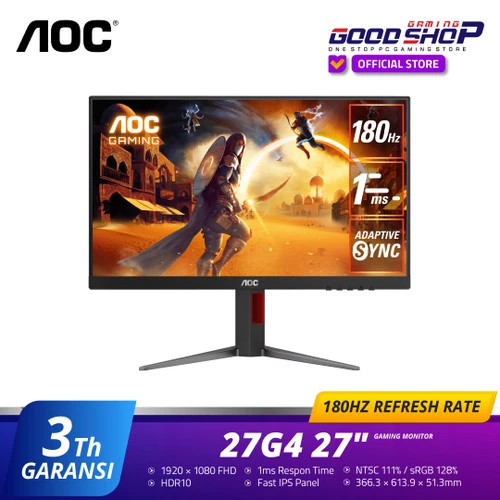 AOC®
GAMING
GOODSHOP
ONE STOP PC GAMING STORE
OFFICIAL STORE
AOC
GAMING
180Hz
1ms
ADAPTIVE
SYNC
AOC
180HZ REFRESH RATE
3Th
GARANSI
27G4 27" GAMING MONITOR
• 1920 × 1080 FHD • 1ms Respon Time • NTSC 111% / sRGB 128%
• HDR10 • Fast IPS Panel • 366.3 × 613.9 × 51.3mm